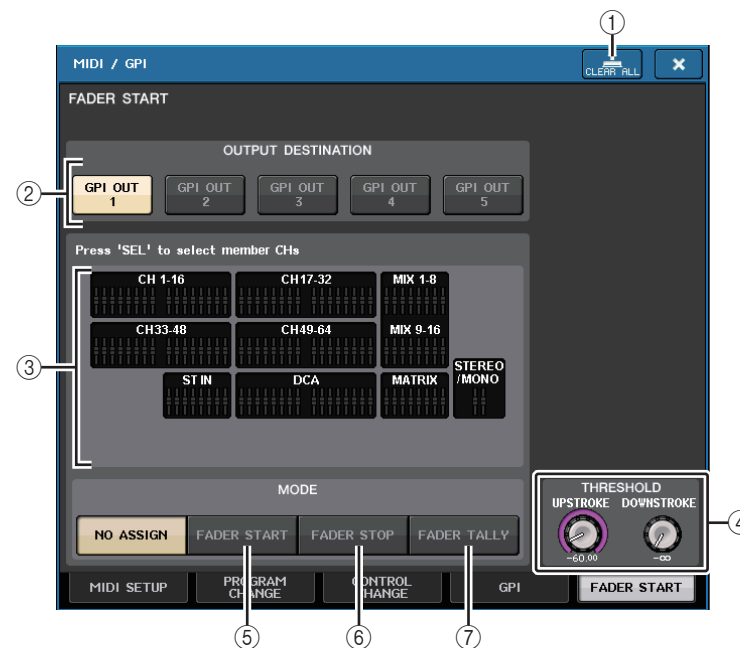 ①
MIDI / GPI
CLEAR ALL
×
FADER START
OUTPUT DESTINATION
②
GPI OUT 1
GPI OUT 2
GPI OUT 3
GPI OUT 4
GPI OUT 5
Press 'SEL' to select member CHs
CH 1-16
CH17-32
MIX 1-8
CH33-48
CH49-64
MIX 9-16
③
ST IN
DCA
MATRIX
STEREO /MONO
MODE
NO ASSIGN
FADER START
FADER STOP
FADER TALLY
THRESHOLD
UPSTROKE
DOWNSTROKE
-60.00
-∞
④
MIDI SETUP
PROGRAM CHANGE
CONTROL CHANGE
GPI
FADER START
⑤
⑥
⑦